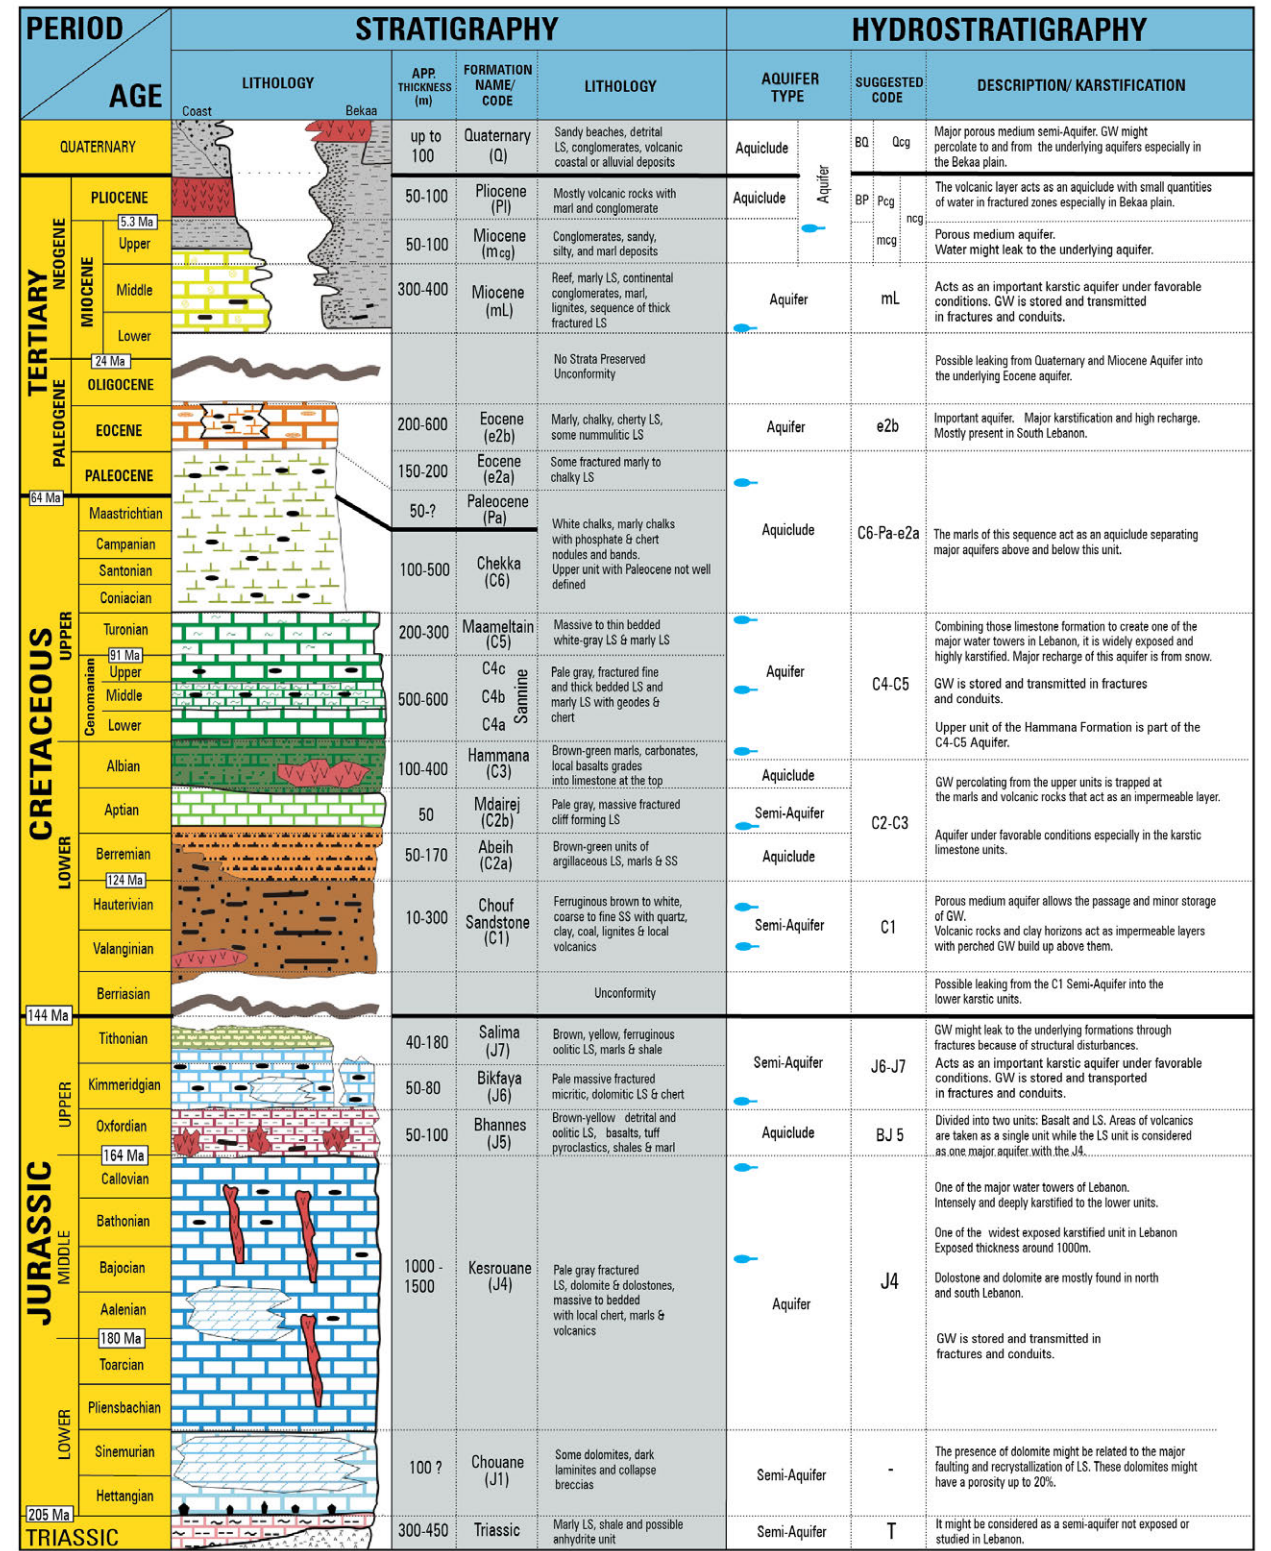 PERIOD
AGE
STRATIGRAPHY
HYDROSTRATIGRAPHY
LITHOLOGY
Coast
Bekaa
APP.
THICKNESS
(m)
FORMATION
NAME/
CODE
LITHOLOGY
AQUIFER
TYPE
SUGGESTED
CODE
DESCRIPTION/ KARSTIFICATION
QUATERNARY
up to
100
Quaternary
(Q)
Sandy beaches, detrital
LS, conglomerates, volcanic
coastal or alluvial deposits
Aquiclude
Aquifer
BQ
Qcg
Major porous medium semi-Aquifer. GW might
percolate to and from the underlying aquifers especially in
the Bekaa plain.
TERTIARY
NEOGENE
PLIOCENE
50-100
Pliocene
(Pl)
Mostly volcanic rocks with
marl and conglomerate
Aquiclude
BP
Pcg
ncg
The volcanic layer acts as an aquiclude with small quantities
of water in fractured zones especially in Bekaa plain.
5.3 Ma
MIOCENE
Upper
50-100
Miocene
(mcg)
Conglomerates, sandy,
silty, and marl deposits
mcg
Porous medium aquifer.
Water might leak to the underlying aquifer.
Middle
Lower
300-400
Miocene
(mL)
Reef, marly LS, continental
conglomerates, marl,
lignites, sequence of thick
fractured LS
Aquifer
mL
Acts as an important karstic aquifer under favorable
conditions. GW is stored and transmitted
in fractures and conduits.
24 Ma
PALEOGENE
OLIGOCENE
No Strata Preserved
Unconformity
Possible leaking from Quaternary and Miocene Aquifer into
the underlying Eocene aquifer.
EOCENE
200-600
Eocene
(e2b)
Marly, chalky, cherty LS,
some nummulitic LS
Aquifer
e2b
Important aquifer. Major karstification and high recharge.
Mostly present in South Lebanon.
PALEOCENE
150-200
Eocene
(e2a)
Some fractured marly to
chalky LS
64 Ma
50-?
Paleocene
(Pa)
CRETACEOUS
UPPER
Maastrichtian
Campanian
Santonian
Coniacian
100-500
Chekka
(C6)
White chalks, marly chalks
with phosphate & chert
nodules and bands.
Upper unit with Paleocene not well
defined
Aquiclude
C6-Pa-e2a
The marls of this sequence act as an aquiclude separating
major aquifers above and below this unit.
Turonian
200-300
Maameltain
(C5)
Massive to thin bedded
white-gray LS & marly LS
91 Ma
Cenomanian
Upper
Middle
Lower
500-600
C4c
C4b
C4a
Sannine
Pale gray, fractured fine
and thick bedded LS and
marly LS with geodes &
chert
Aquifer
C4-C5
Combining those limestone formation to create one of the
major water towers in Lebanon, it is widely exposed and
highly karstified. Major recharge of this aquifer is from snow.
GW is stored and transmitted in fractures
and conduits.
Upper unit of the Hammana Formation is part of the
C4-C5 Aquifer.
LOWER
Albian
100-400
Hammana
(C3)
Brown-green marls, carbonates,
local basalts grades
into limestone at the top
Aquiclude
Aptian
50
Mdairej
(C2b)
Pale gray, massive fractured
cliff forming LS
Semi-Aquifer
C2-C3
GW percolating from the upper units is trapped at
the marls and volcanic rocks that act as an impermeable layer.
Aquifer under favorable conditions especially in the karstic
limestone units.
Berremian
50-170
Abeih
(C2a)
Brown-green units of
argillaceous LS, marls & SS
Aquiclude
124 Ma
Hauterivian
Valanginian
10-300
Chouf
Sandstone
(C1)
Ferruginous brown to white,
coarse to fine SS with quartz,
clay, coal, lignites & local
volcanics
Semi-Aquifer
C1
Porous medium aquifer allows the passage and minor storage
of GW.
Volcanic rocks and clay horizons act as impermeable layers
with perched GW build up above them.
Berriasian
Unconformity
Possible leaking from the C1 Semi-Aquifer into the
lower karstic units.
144 Ma
JURASSIC
UPPER
Tithonian
40-180
Salima
(J7)
Brown, yellow, ferruginous
oolitic LS, marls & shale
Semi-Aquifer
J6-J7
GW might leak to the underlying formations through
fractures because of structural disturbances.
Acts as an important karstic aquifer under favorable
conditions. GW is stored and transported
in fractures and conduits.
Kimmeridgian
50-80
Bikfaya
(J6)
Pale massive fractured
micritic, dolomitic LS & chert
Oxfordian
50-100
Bhannes
(J5)
Brown-yellow detrital and
oolitic LS, basalts, tuff
pyroclastics, shales & marl
Aquiclude
BJ 5
Divided into two units: Basalt and LS. Areas of volcanics
are taken as a single unit while the LS unit is considered
as one major aquifer with the J4.
164 Ma
MIDDLE
Callovian
Bathonian
Bajocian
Aalenian
180 Ma
LOWER
Toarcian
Pliensbachian
1000 -
1500
Kesrouane
(J4)
Pale gray fractured
LS, dolomite & dolostones,
massive to bedded
with local chert, marls &
volcanics
Aquifer
J4
One of the major water towers of Lebanon.
Intensely and deeply karstified to the lower units.
One of the widest exposed karstified unit in Lebanon
Exposed thickness around 1000m.
Dolostone and dolomite are mostly found in north
and south Lebanon.
GW is stored and transmitted in
fractures and conduits.
Sinemurian
Hettangian
100 ?
Chouane
(J1)
Some dolomites, dark
laminites and collapse
breccias
Semi-Aquifer
-
The presence of dolomite might be related to the major
faulting and recrystallization of LS. These dolomites might
have a porosity up to 20%.
205 Ma
TRIASSIC
300-450
Triassic
Marly LS, shale and possible
anhydrite unit
Semi-Aquifer
T
It might be considered as a semi-aquifer not exposed or
studied in Lebanon.